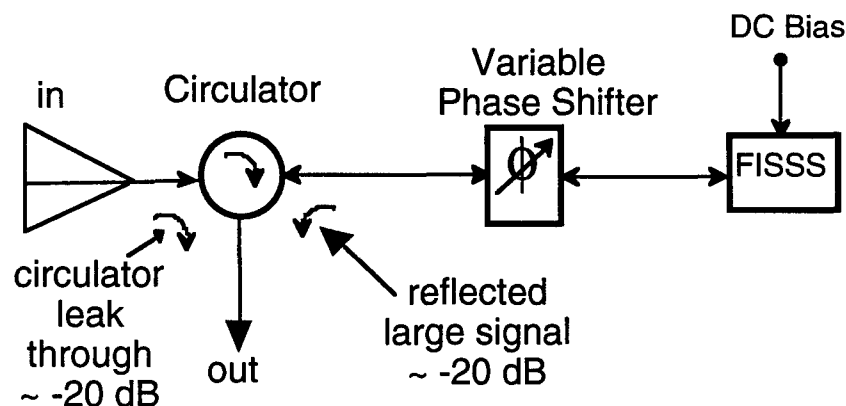 DC Bias
in
Circulator
Variable
Phase Shifter
ϕ
FISSS
circulator
leak
through
~ -20 dB
out
reflected
large signal
~ -20 dB